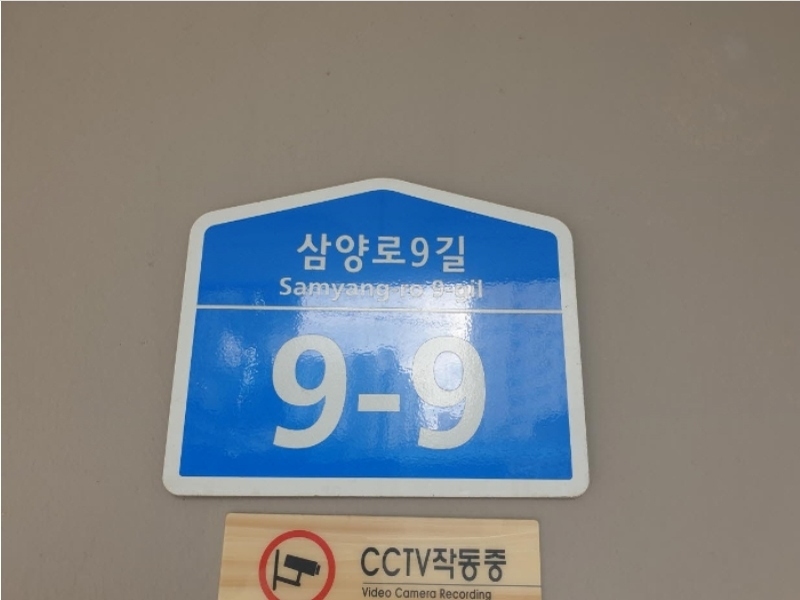 삼양로9길
Samyang-ro 9-gil
9-9
CCTV작동중
Video Camera Recording